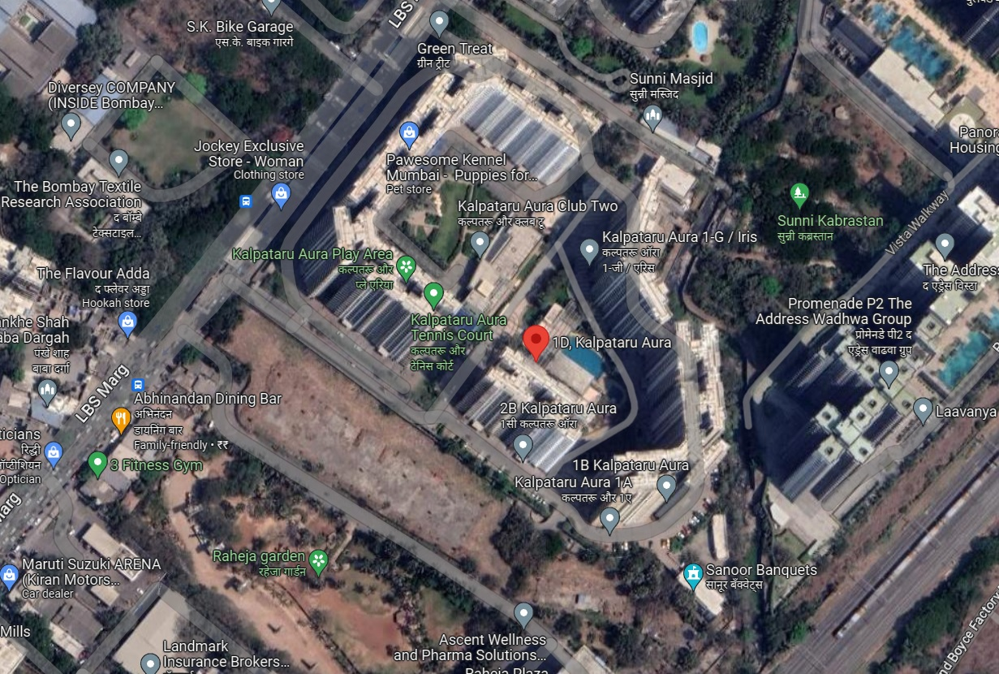 LBS
S.K. Bike Garage
एस.के. बाइक गारगे
Green Treat
ग्रीन ट्रीट
Diversey COMPANY
(INSIDE Bombay...
Sunni Masjid
सुन्नी मस्जिद
Panor
Housing
Jockey Exclusive
Store - Woman
Clothing store
Pawesome Kennel
Mumbai - Puppies for...
Pet store
The Bombay Textile
Research Association
द बॉम्बे
टेक्सटाइल...
Kalpataru Aura Club Two
कल्पतरू और क्लब टू
Sunni Kabrastan
सुन्नी कब्रस्तान
Vista Walkway
Kalpataru Aura 1-G / Iris
कल्पतरू ऑरा
1-जी / एरिस
Kalpataru Aura Play Area
कल्पतरू और
प्ले एरिया
The Address
द एड्रेस विस्टा
The Flavour Adda
द फ्लेवर अड्डा
Hookah store
Promenade P2 The
Address Wadhwa Group
प्रोमेनडे पी2 द
एड्रेस वाढवा ग्रुप
Kalpataru Aura
Tennis Court
कल्पतरू और
टेनिस कोर्ट
ankhe Shah
aba Dargah
पंखे शाह
बाबा दर्गा
1D, Kalpataru Aura
LBS Marg
Abhinandan Dining Bar
अभिनंदन
डायनिंग बार
Family-friendly • ₹₹
2B Kalpataru Aura
1सी कल्पतरू ऑरा
Laavanya
ticians
रिद्धी
ऑप्टीशियन
Optician
3 Fitness Gym
1B Kalpataru Aura
Kalpataru Aura 1A
कल्पतरू और 1ए
arg
Raheja garden
रहेजा गार्डन
Maruti Suzuki ARENA
(Kiran Motors...
Car dealer
Sanoor Banquets
सानूर बॅंक्वेट्स
Mills
Landmark
Insurance Brokers...
Ascent Wellness
and Pharma Solutions...
Raheja Plaza
nd Boyce Factory